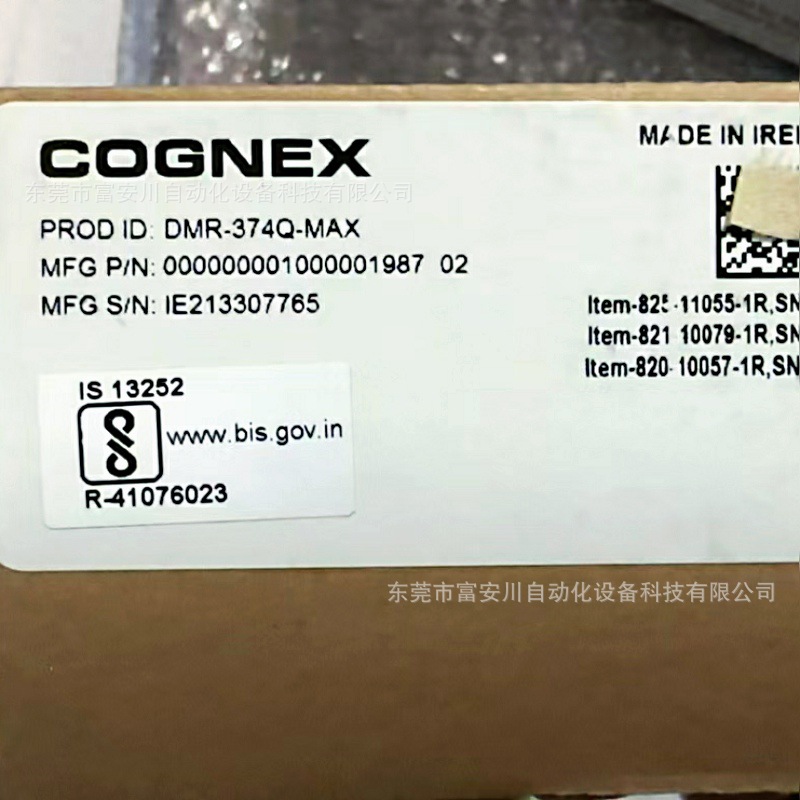 COGNEX
MADE IN IREL
东莞市富安川自动化设备科技有限公司
PROD ID: DMR-374Q-MAX
MFG P/N: 000000001000001987 02
MFG S/N: IE213307765
Item-825-11055-1R,SN
Item-821 10079-1R,SN
Item-820-10057-1R,SN
IS 13252
www.bis.gov.in
R-41076023
东莞市富安川自动化设备科技有限公司